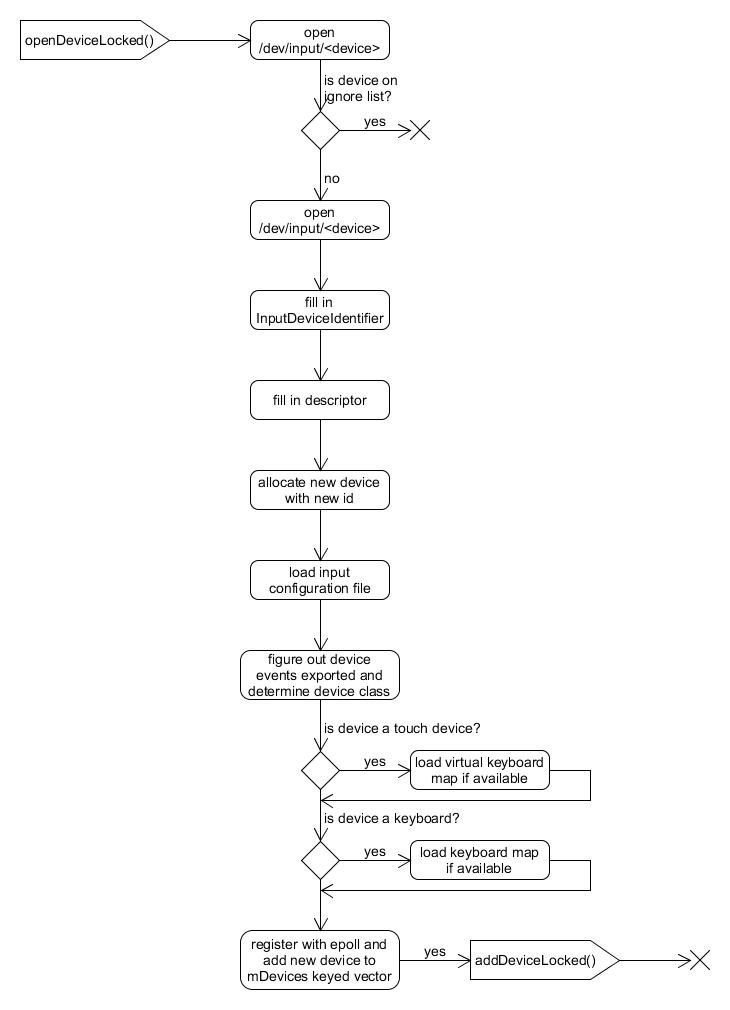 openDeviceLocked()
open
/dev/input/<device>
is device on
ignore list?
yes
no
open
/dev/input/<device>
fill in
InputDeviceIdentifier
fill in descriptor
allocate new device
with new id
load input
configuration file
figure out device
events exported and
determine device class
is device a touch device?
yes
load virtual keyboard
map if available
is device a keyboard?
yes
load keyboard map
if available
register with epoll and
add new device to
mDevices keyed vector
yes
addDeviceLocked()